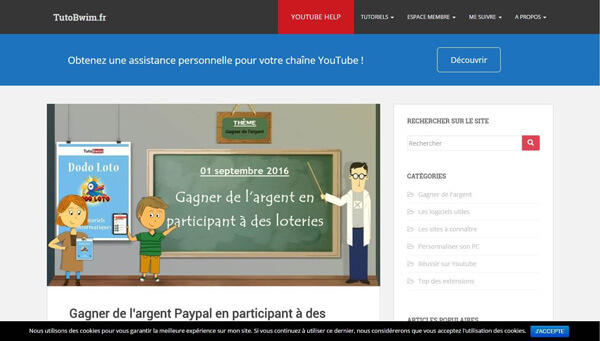 TutoBwim.fr
YOUTUBE HELP
TUTORIELS
ESPACE MEMBRE
ME SUIVRE
A PROPOS
Obtenez une assistance personnelle pour votre chaîne YouTube !
Découvrir
THÈME
Gagner de l'argent
TutoBwim
Dodo Loto
01 septembre 2016
Gagner de l'argent en
participant à des loteries
Gagner de l'argent Paypal en participant à des
RECHERCHER SUR LE SITE
Rechercher
CATÉGORIES
Gagner de l'argent
Les logiciels utiles
Les sites à connaître
Personnaliser son PC
Réussir sur Youtube
Top des extensions
ARTICLES POPULAIRES
Nous utilisons des cookies pour vous garantir la meilleure expérience sur mon site. Si vous continuez à utiliser ce dernier, nous considérerons que vous acceptez l'utilisation des cookies.
J'ACCEPTE